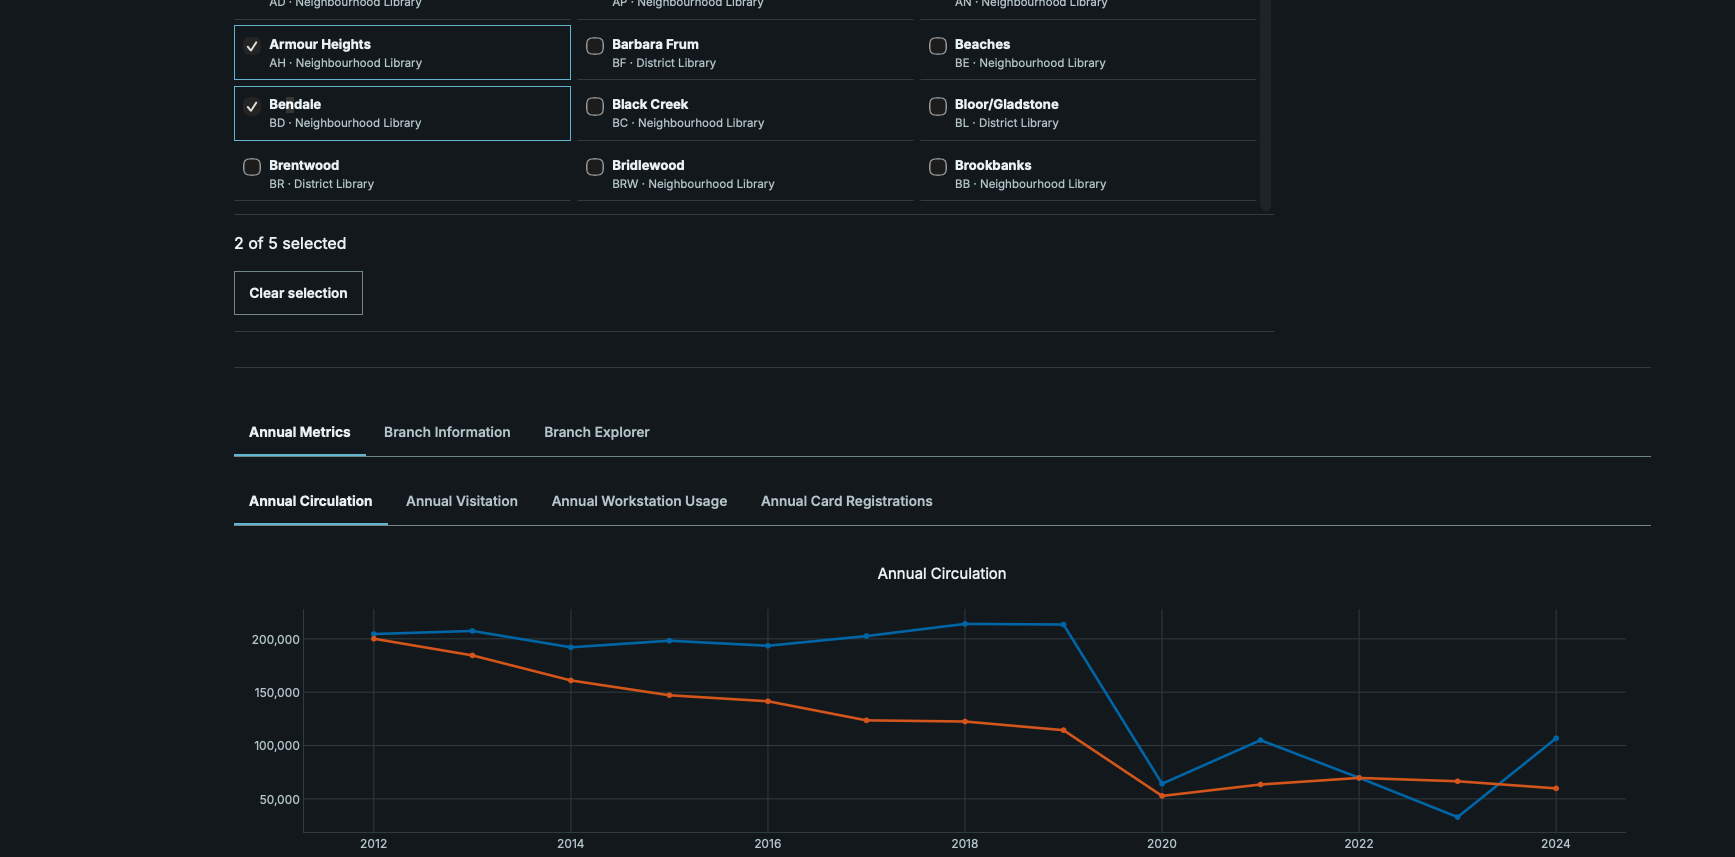 AD · Neighbourhood Library
AP · Neighbourhood Library
AN · Neighbourhood Library
Armour Heights
AH · Neighbourhood Library
Barbara Frum
BF · District Library
Beaches
BE · Neighbourhood Library
Bendale
BD · Neighbourhood Library
Black Creek
BC · Neighbourhood Library
Bloor/Gladstone
BL · District Library
Brentwood
BR · District Library
Bridlewood
BRW · Neighbourhood Library
Brookbanks
BB · Neighbourhood Library
2 of 5 selected
Clear selection
Annual Metrics
Branch Information
Branch Explorer
Annual Circulation
Annual Visitation
Annual Workstation Usage
Annual Card Registrations
Annual Circulation
200,000
150,000
100,000
50,000
2012
2014
2016
2018
2020
2022
2024